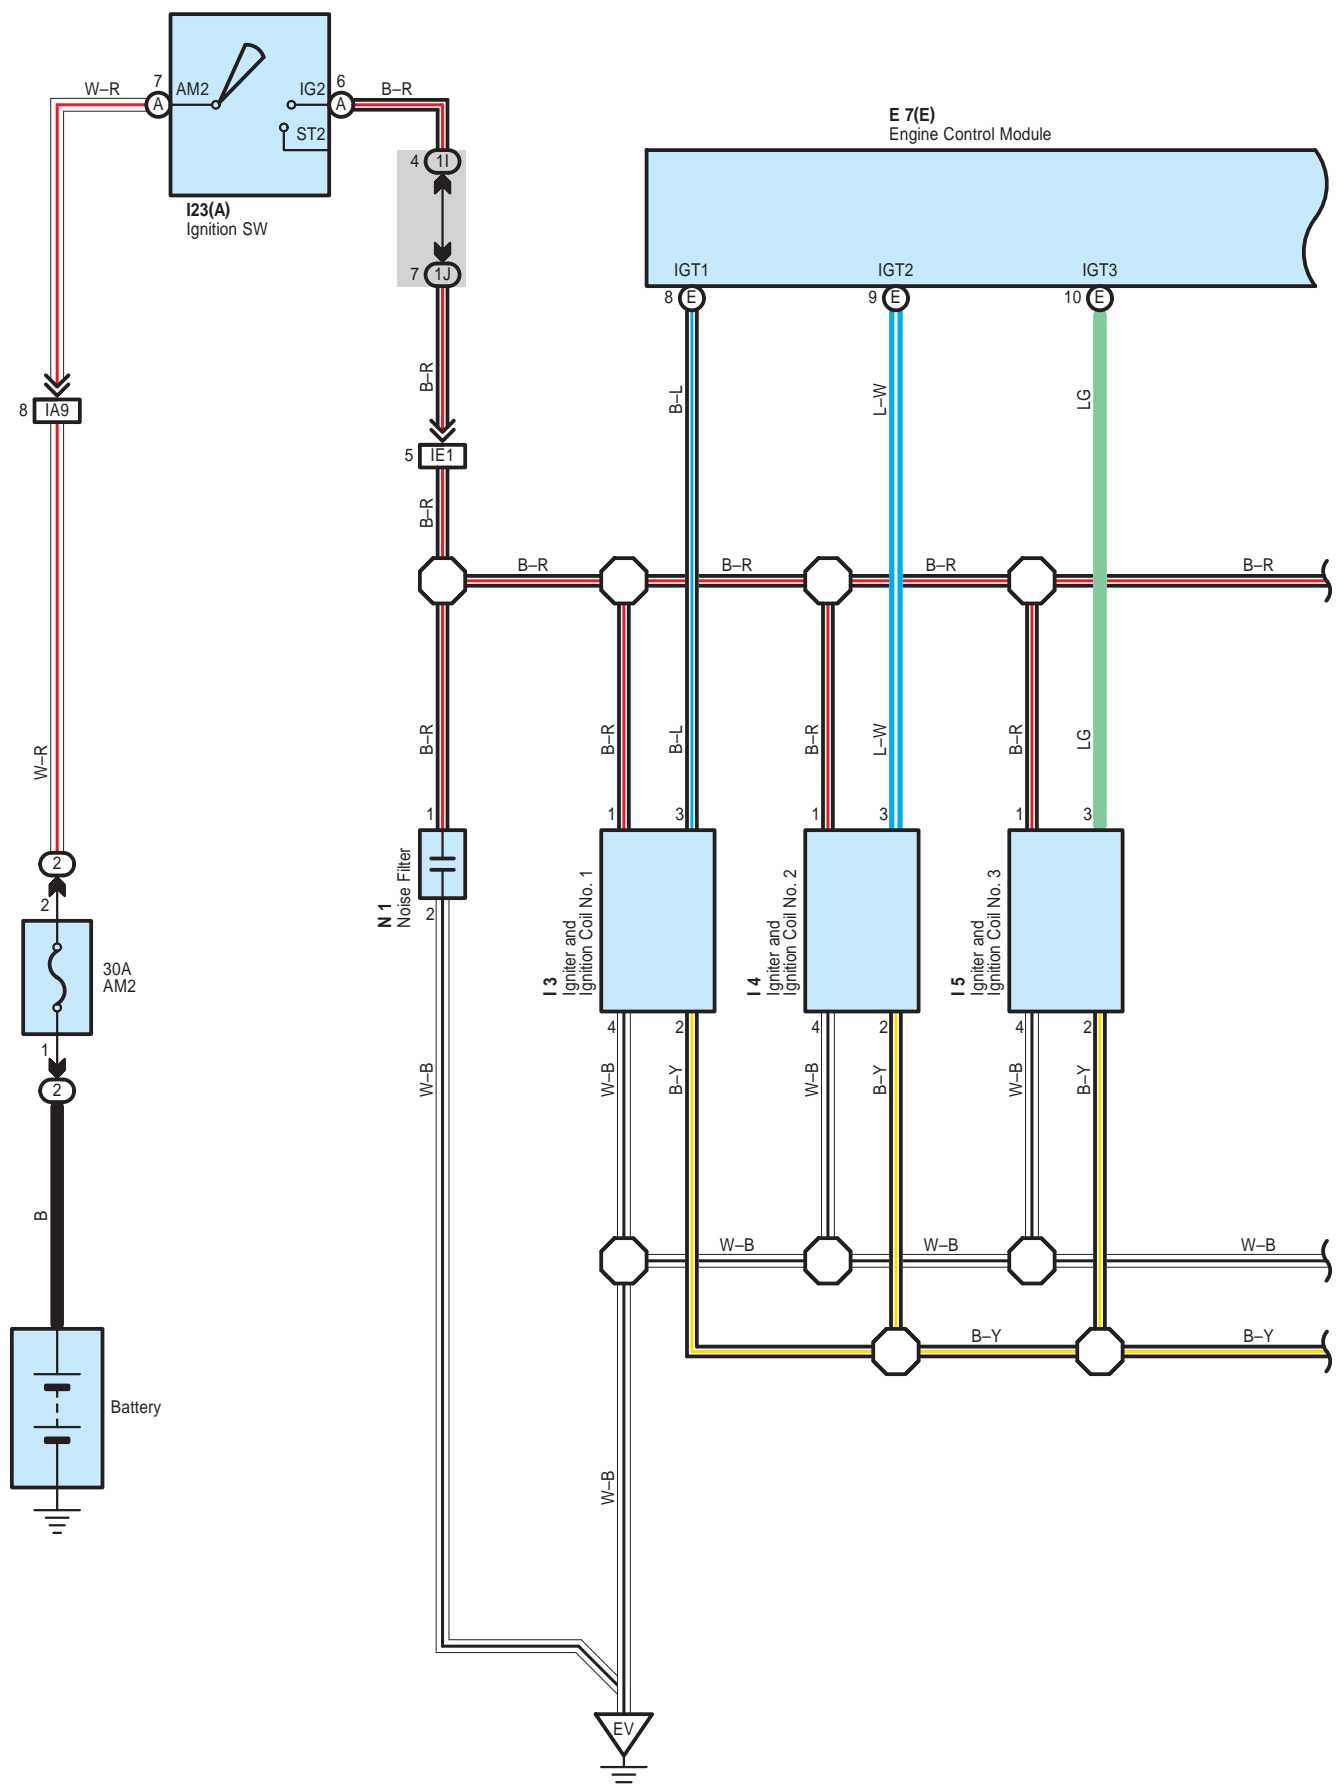 W–R
7
AM2
A
IG2
6
A
B–R
ST2
I23(A)
Ignition SW
4
1I
7
1J
E 7(E)
Engine Control Module
IGT1
IGT2
IGT3
8
E
9
E
10
E
B–R
B–L
L–W
LG
8
IA9
5
IE1
B–R
B–R
B–R
B–R
B–R
W–R
B–R
B–R
B–L
B–R
L–W
B–R
LG
1
1
3
1
3
1
3
2
2
30A
AM2
1
2
N 1
Noise Filter
2
I 3
Igniter and
Ignition Coil No. 1
I 4
Igniter and
Ignition Coil No. 2
I 5
Igniter and
Ignition Coil No. 3
4
2
4
2
4
2
W–B
W–B
B–Y
W–B
B–Y
W–B
B–Y
B
W–B
W–B
W–B
B–Y
B–Y
Battery
W–B
EV